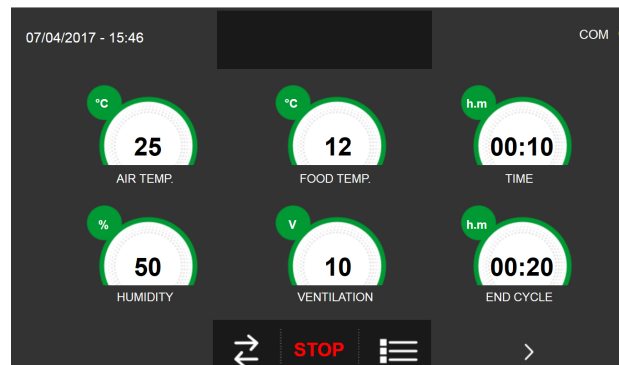 07/04/2017 - 15:46
COM
°C
25
AIR TEMP.
°C
12
FOOD TEMP.
h.m
00:10
TIME
%
50
HUMIDITY
V
10
VENTILATION
h.m
00:20
END CYCLE
STOP